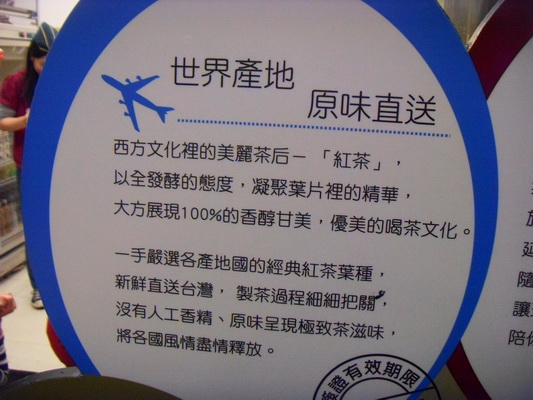 世界產地
原味直送
西方文化裡的美麗茶后－「紅茶」，
以全發酵的態度，凝聚葉片裡的精華，
大方展現100%的香醇甘美，優美的喝茶文化。
一手嚴選各產地國的經典紅茶葉種，
新鮮直送台灣， 製茶過程細細把關，
沒有人工香精、原味呈現極致茶滋味，
將各國風情盡情釋放。
證有效期限
延
隨
讓
陪